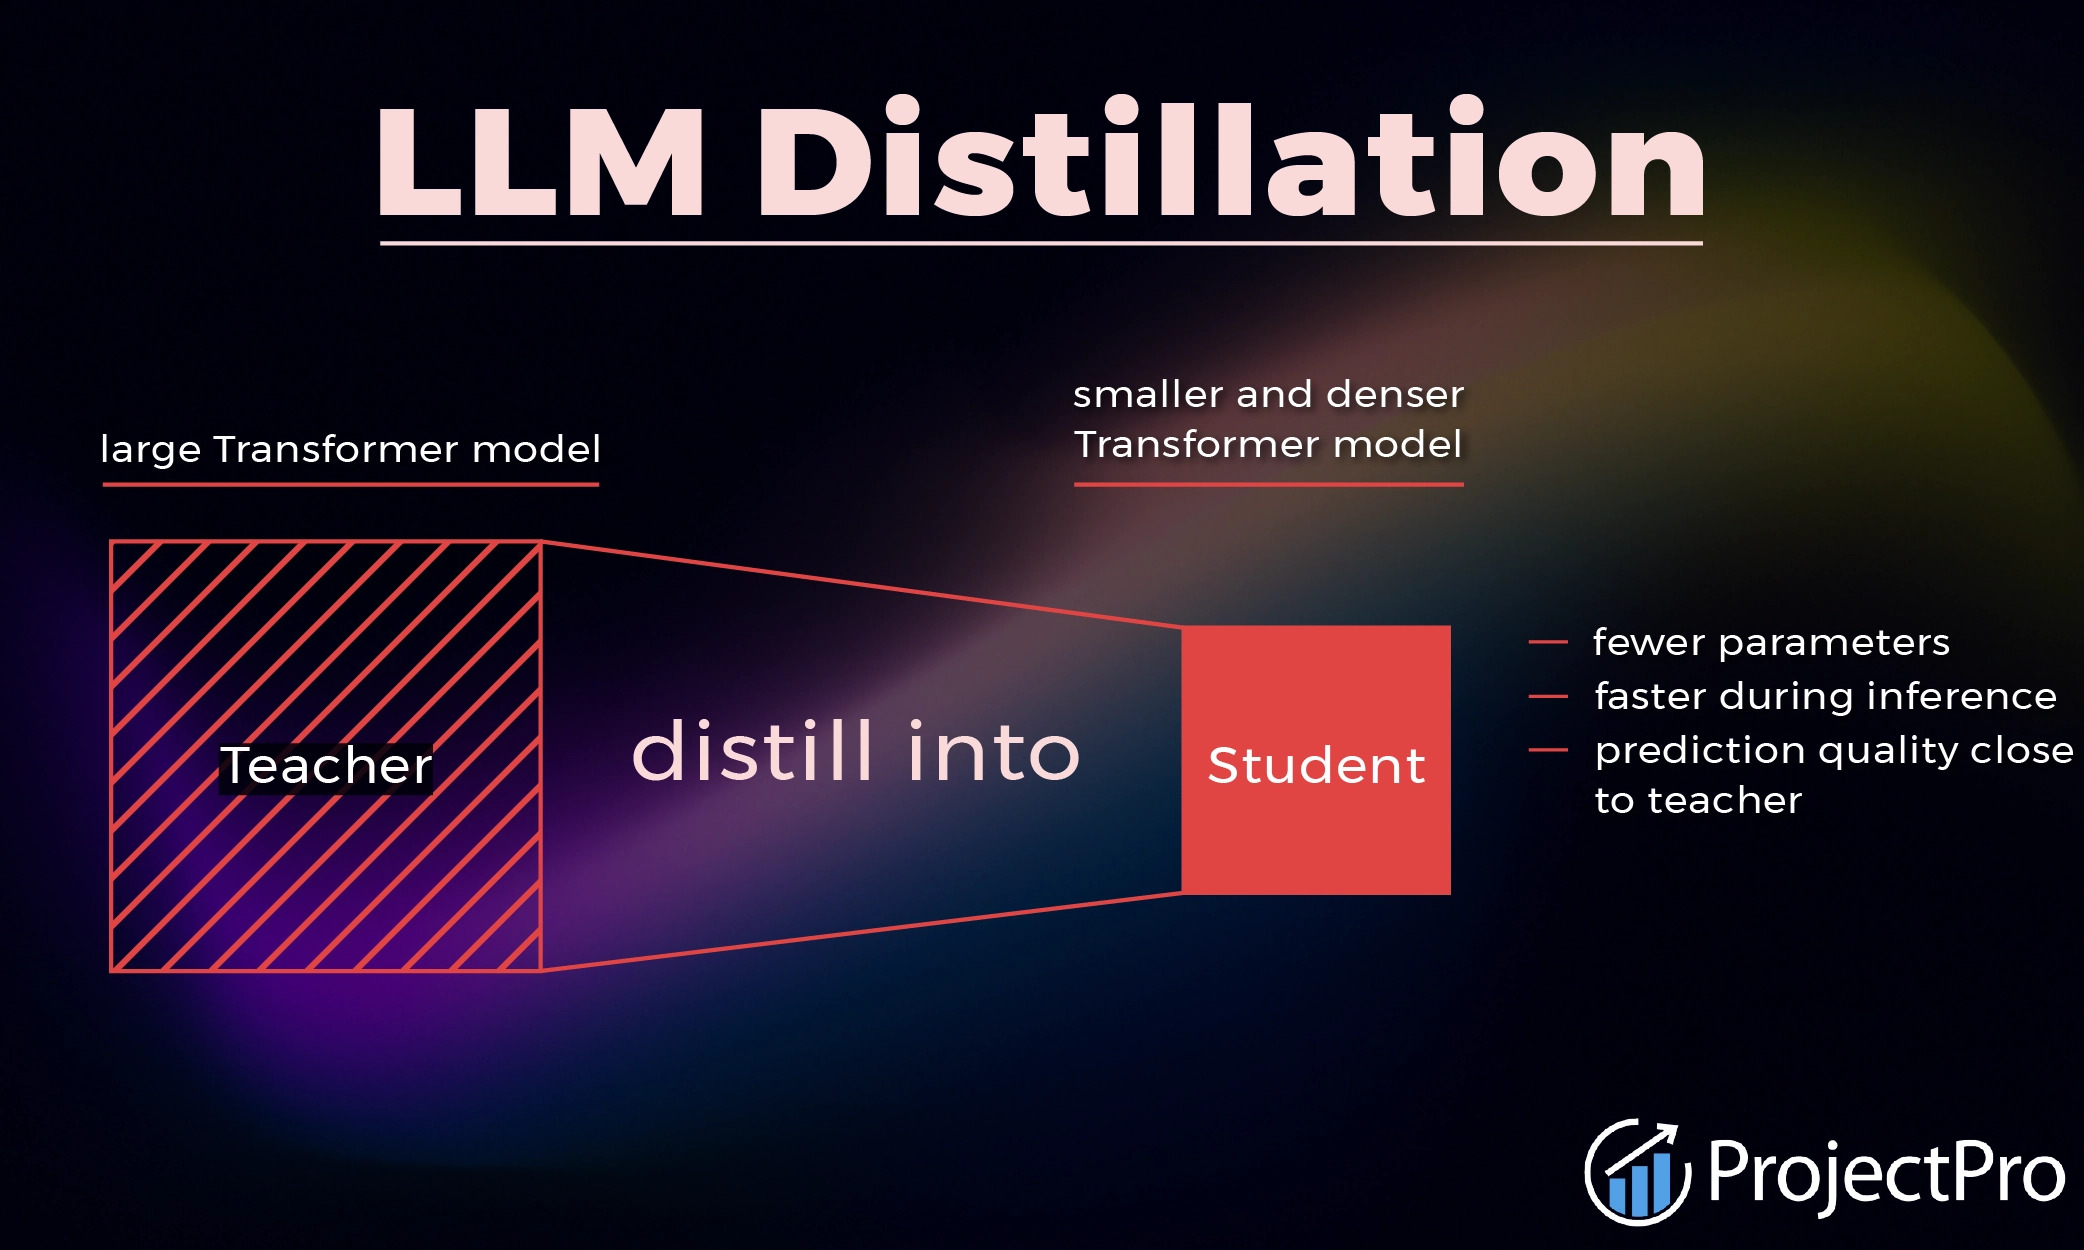 LLM Distillation
large Transformer model
smaller and denser
Transformer model
Teacher
distill into
Student
fewer parameters
faster during inference
prediction quality close
to teacher
ProjectPro